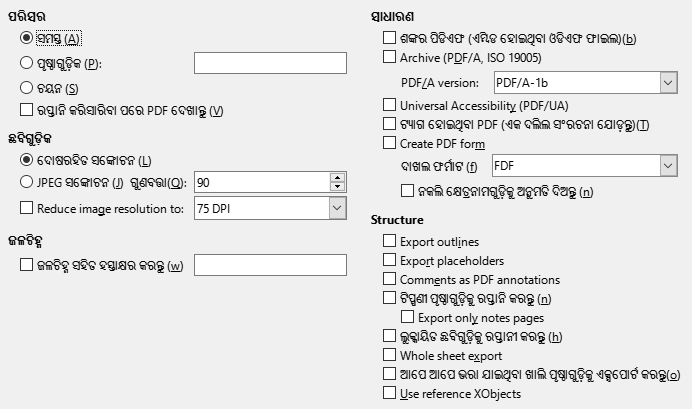 ପରିସର
ସମସ୍ତ (A)
ପୃଷ୍ଠାଗୁଡ଼ିକ (P):
ଚୟନ (S)
ରପ୍ତାନି କରିସାରିବା ପରେ PDF ଦେଖାନ୍ତୁ (V)
ଛବିଗୁଡ଼ିକ
ଦୋଷରହିତ ସଙ୍କୋଚନ (L)
JPEG ସଙ୍କୋଚନ (J) ଗୁଣବତ୍ତା(Q): 90
Reduce image resolution to: 75 DPI
ଜଳଚିହ୍ନ
ଜଳଚିହ୍ନ ସହିତ ହସ୍ତାକ୍ଷର କରନ୍ତୁ (w)
ସାଧାରଣ
ଶଙ୍କର ପିଡିଏଫ (ଏମ୍ବିଡ ହୋଇଥିବା ଓଡିଏଫ ଫାଇଲ)(b)
Archive (PDF/A, ISO 19005)
PDF/A version: PDF/A-1b
Universal Accessibility (PDF/UA)
ଟ୍ୟାଗ ହୋଇଥିବା PDF (ଏକ ଦଲିଲ ସଂରଚନା ଯୋଡ଼ନ୍ତୁ)(T)
Create PDF form
ଦାଖଲ ଫର୍ମାଟ (f) FDF
ନକଲି କ୍ଷେତ୍ରନାମଗୁଡ଼ିକୁ ଅନୁମତି ଦିଅନ୍ତୁ (n)
Structure
Export outlines
Export placeholders
Comments as PDF annotations
ଟିପ୍ପଣୀ ପୃଷ୍ଠାଗୁଡ଼ିକୁ ରପ୍ତାନି କରନ୍ତୁ (n)
Export only notes pages
ଲୁକ୍କାୟିତ ଛବିଗୁଡ଼ିକୁ ରପ୍ତାନୀ କରନ୍ତୁ (h)
Whole sheet export
ଆପେ ଆପେ ଭରା ଯାଇଥିବା ଖାଲି ପୃଷ୍ଠାଗୁଡ଼ିକୁ ଏକ୍ସପୋର୍ଟ କରନ୍ତୁ(o)
Use reference XObjects